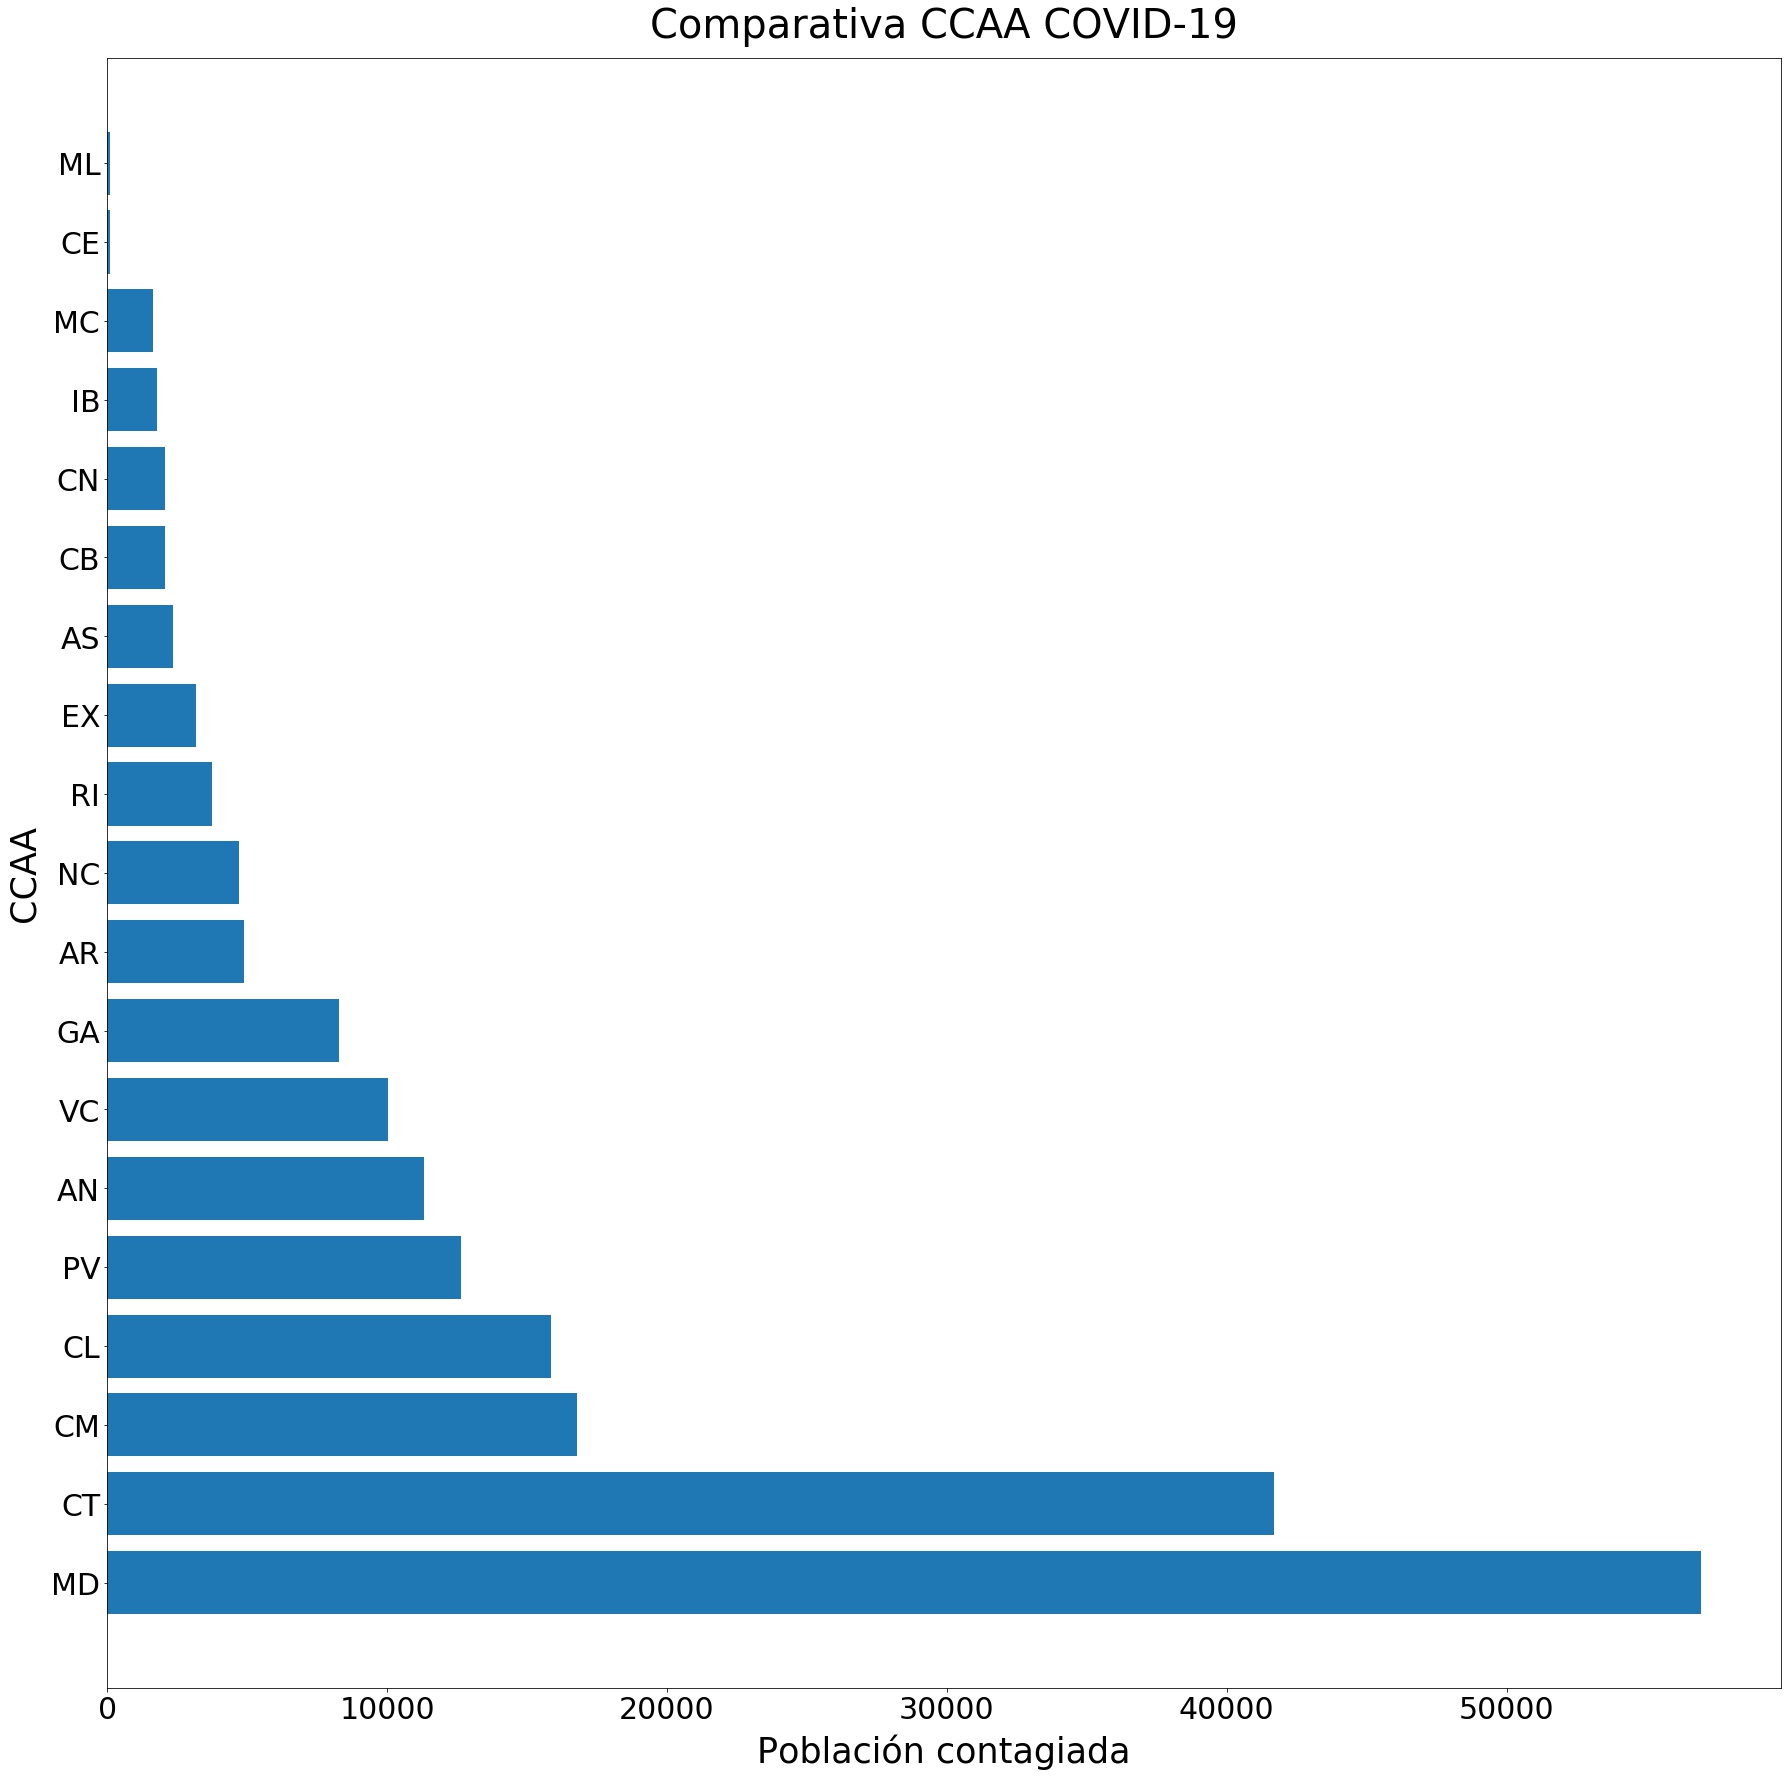 Comparativa CCAA COVID-19
CCAA
ML
CE
MC
IB
CN
CB
AS
EX
RI
NC
AR
GA
VC
AN
PV
CL
CM
CT
MD
0 10000 20000 30000 40000 50000
Población contagiada